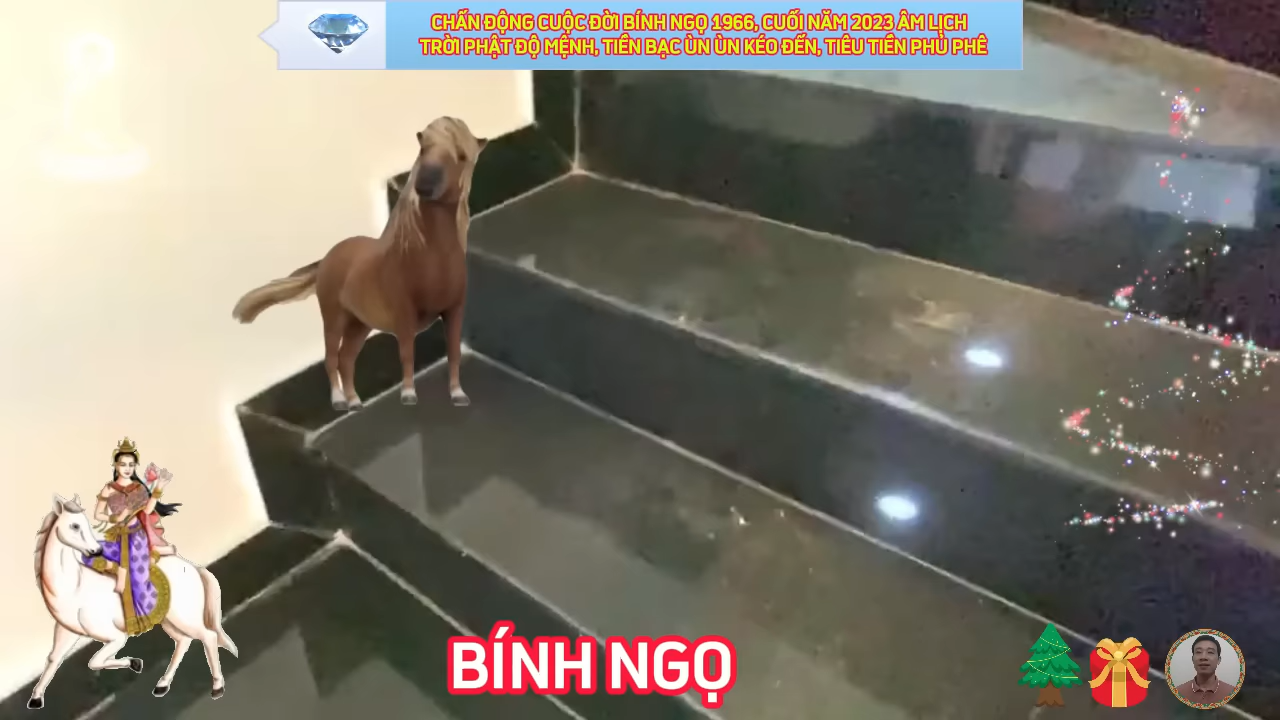 CHẤN ĐỘNG CUỘC ĐỜI BÍNH NGỌ 1966, CUỐI NĂM 2023 ÂM LỊCH
TRỜI PHẬT ĐỘ MỆNH, TIỀN BẠC ÙN ÙN KÉO ĐẾN, TIÊU TIỀN PHỦ PHÊ
BÍNH NGỌ